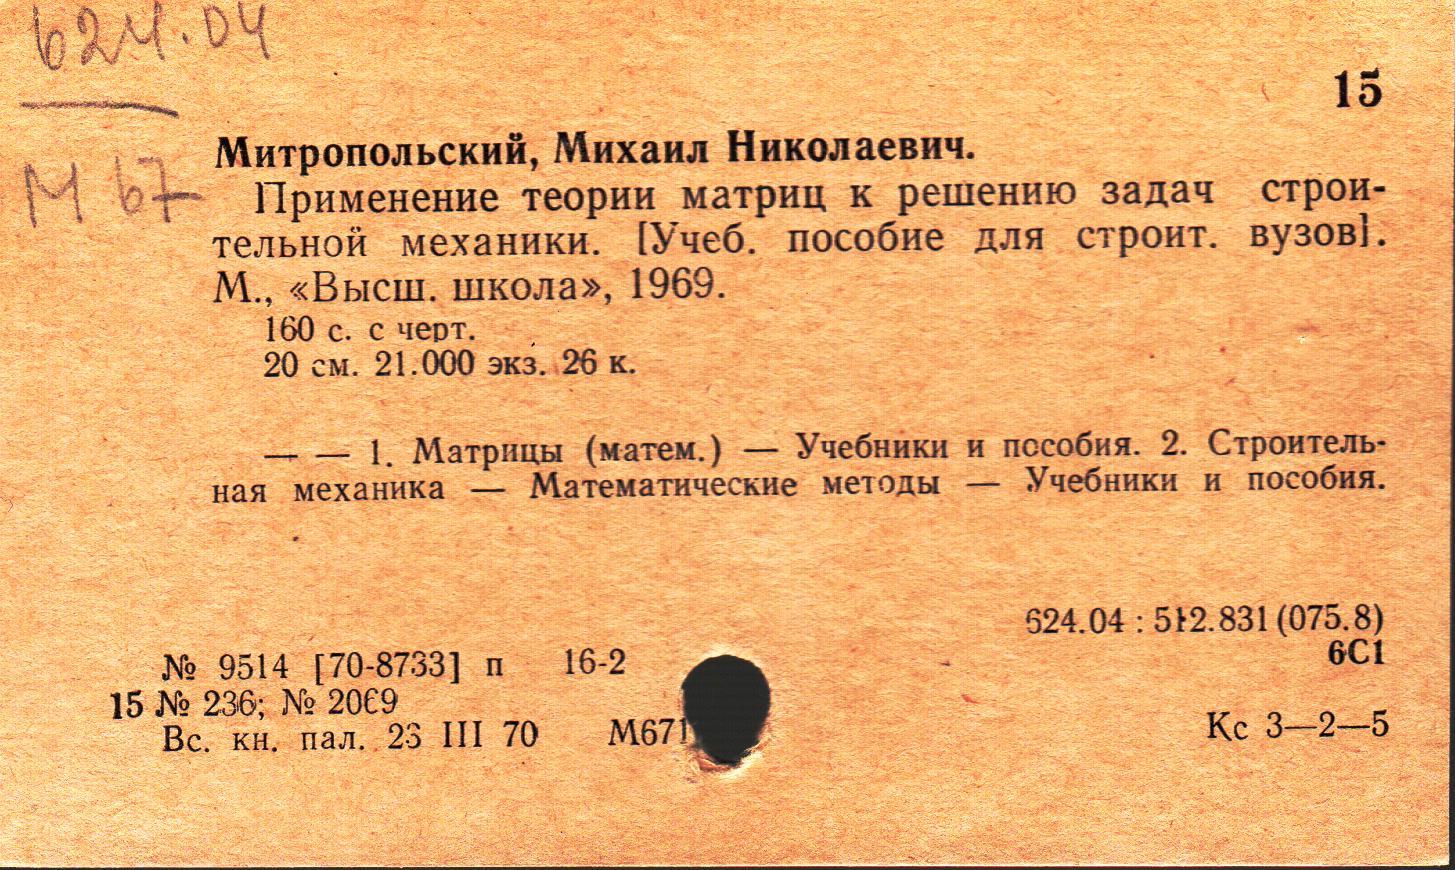 624.04
15
М 67
Митропольский, Михаил Николаевич.
Применение теории матриц к решению задач строи-
тельной механики. [Учеб. пособие для строит. вузов].
М., «Высш. школа», 1969.
160 с. с черт.
20 см. 21.000 экз. 26 к.
— — 1. Матрицы (матем.) — Учебники и пособия. 2. Строитель-
ная механика — Математические методы — Учебники и пособия.
624.04 : 512.831 (075.8)
6С1
№ 9514 [70-8733] п 16-2
15 № 236; № 2069
Вс. кн. пал. 23 III 70 М671
Кс 3—2—5